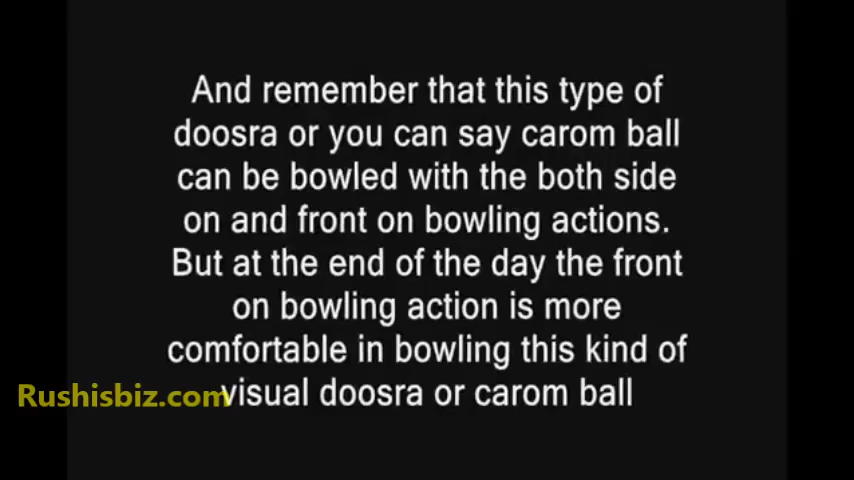 And remember that this type of
doosra or you can say carom ball
can be bowled with the both side
on and front on bowling actions.
But at the end of the day the front
on bowling action is more
comfortable in bowling this kind of
visual doosra or carom ball
Rushisbiz.com